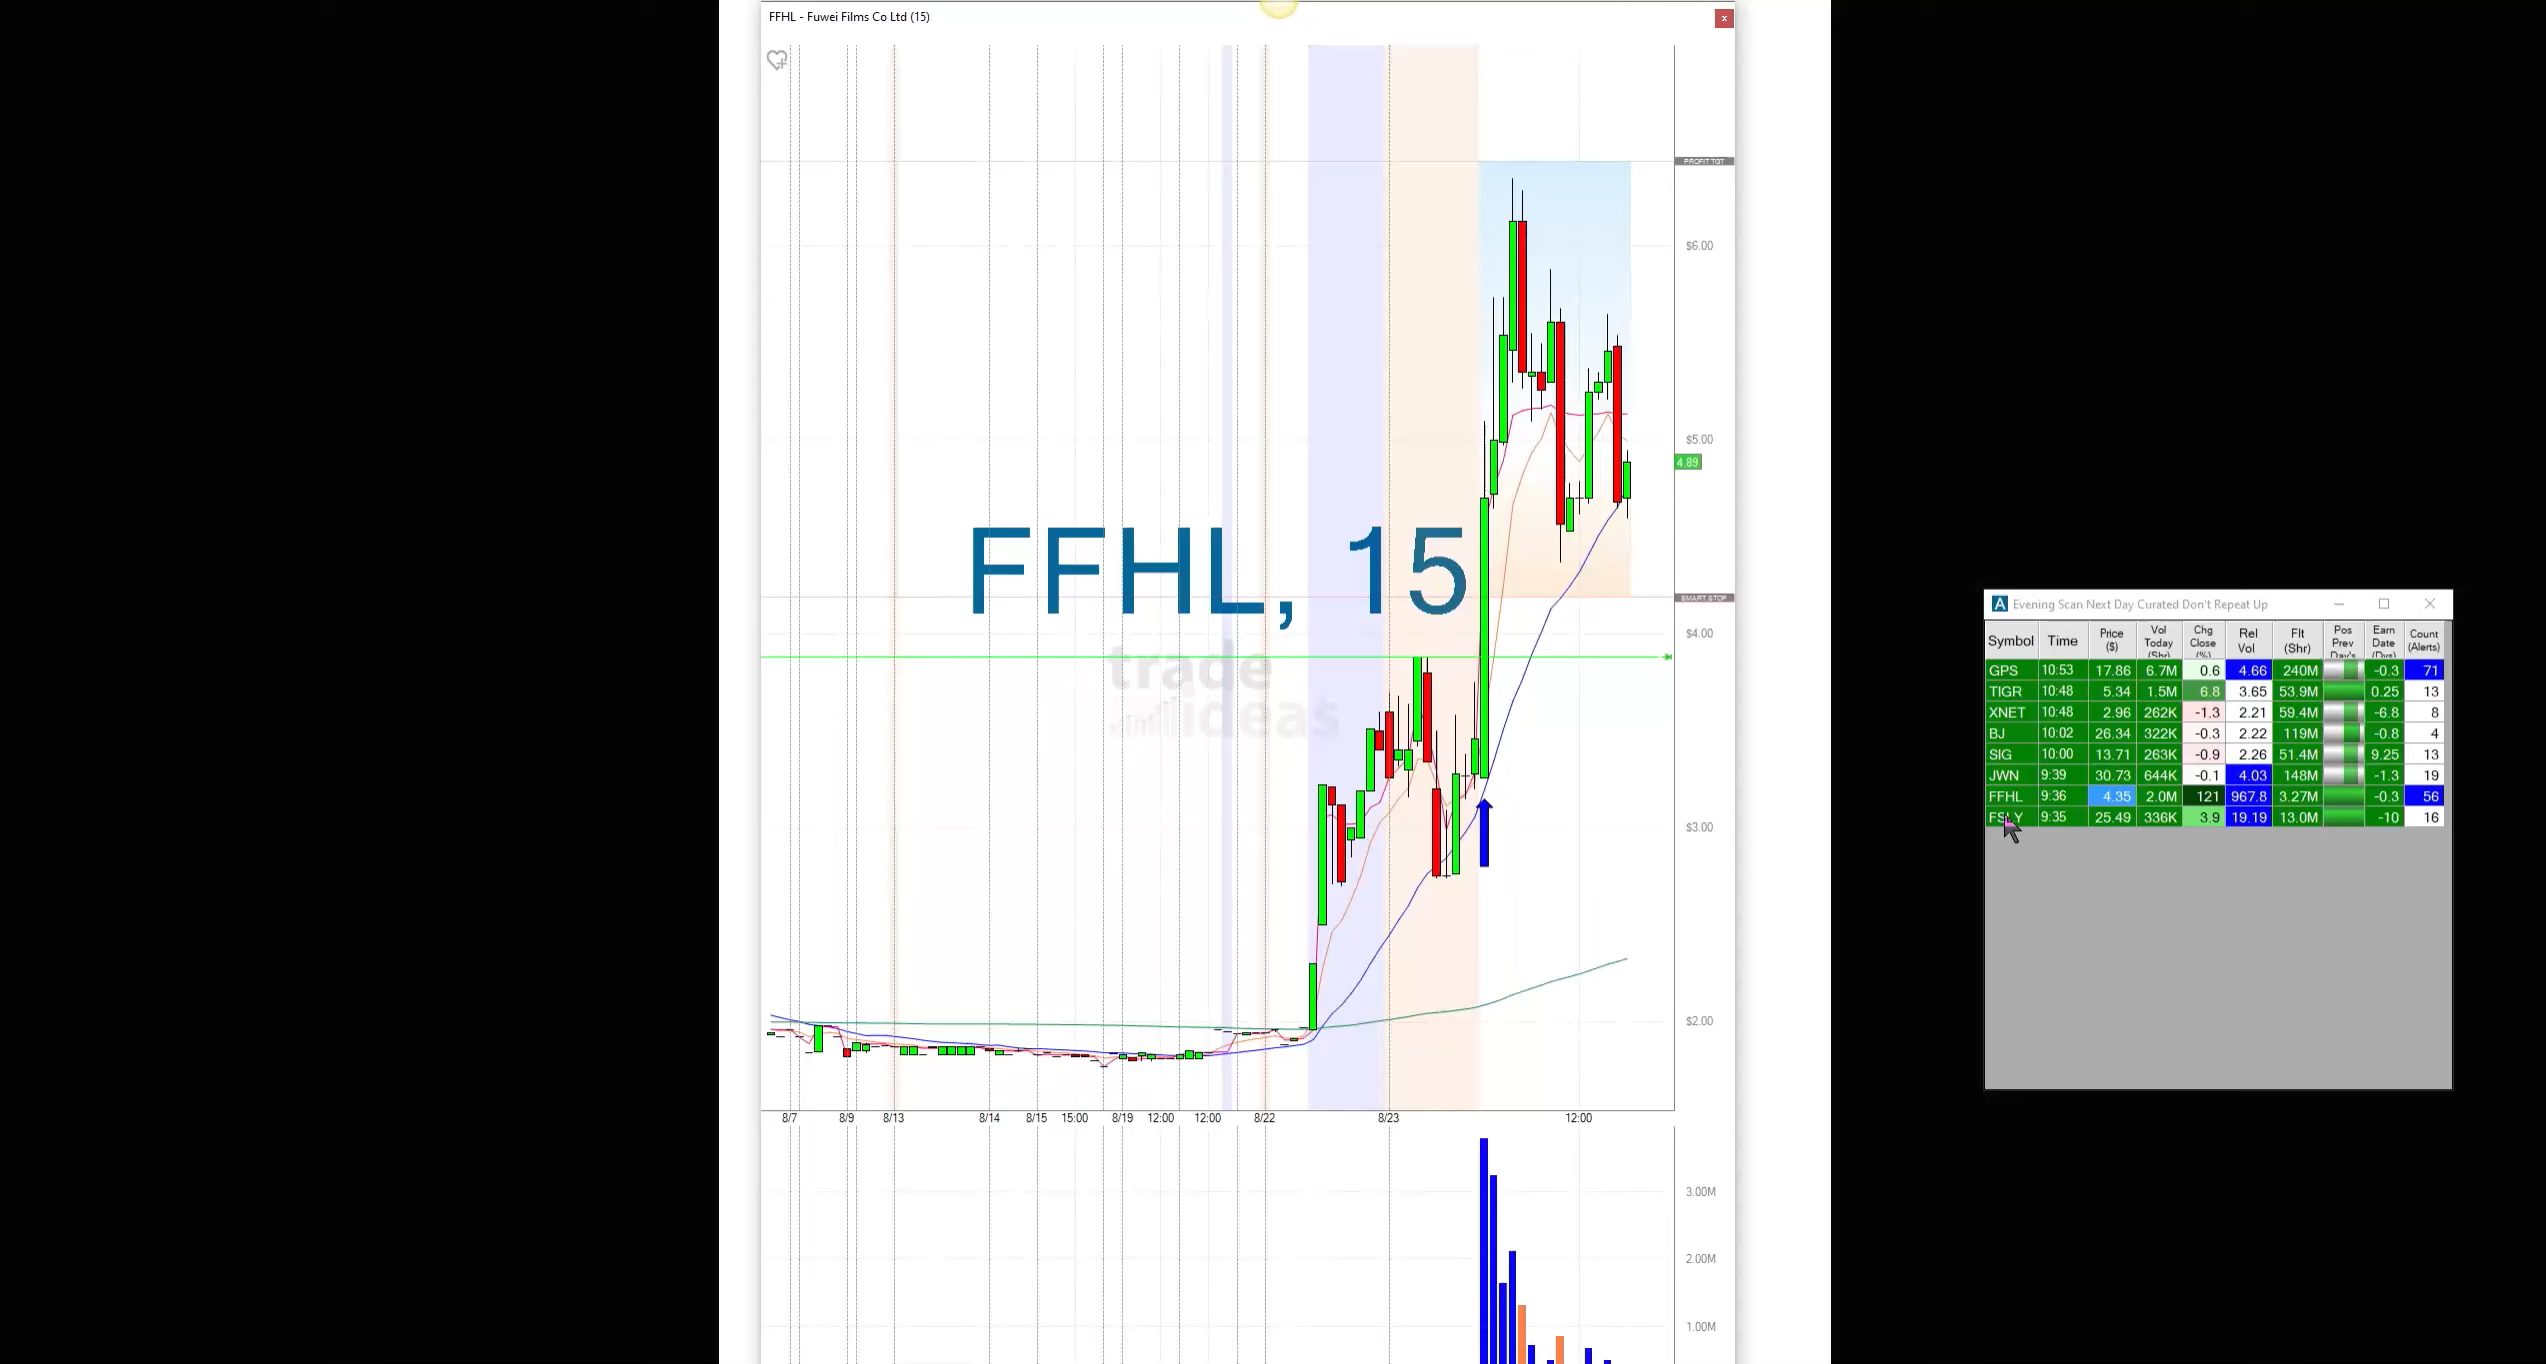 FFHL - Fuwei Films Co Ltd (15)
x
PROFIT TGT
$6.00
$5.00
4.89
FFHL, 15
SMART STOP
$4.00
trade
ideas
$3.00
$2.00
8/7 8/9 8/13 8/14 8/15 15:00 8/19 12:00 12:00 8/22 8/23 12:00
3.00M
2.00M
1.00M
A Evening Scan Next Day Curated Don't Repeat Up
Symbol Time Price ($) Vol Today (Shr) Chg Close (%) Rel Vol Flt (Shr) Pos Prev Day's Earn Date (Dys) Count (Alerts)
GPS 10:53 17.86 6.7M 0.6 4.66 240M -0.3 71
TIGR 10:48 5.34 1.5M 6.8 3.65 53.9M 0.25 13
XNET 10:48 2.96 262K -1.3 2.21 59.4M -6.8 8
BJ 10:02 26.34 322K -0.3 2.22 119M -0.8 4
SIG 10:00 13.71 263K -0.9 2.26 51.4M 9.25 13
JWN 9:39 30.73 644K -0.1 4.03 148M -1.3 19
FFHL 9:36 4.35 2.0M 121 967.8 3.27M -0.3 56
FSLY 9:35 25.49 336K 3.9 19.19 13.0M -10 16